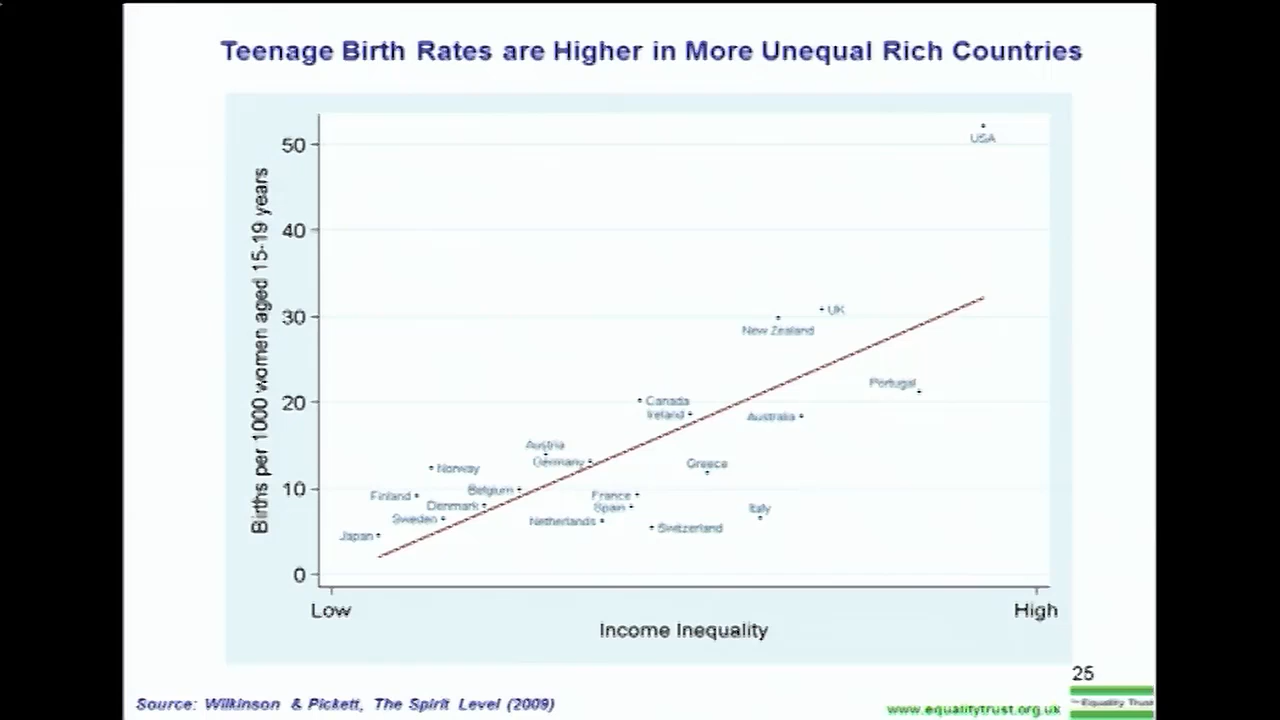 Teenage Birth Rates are Higher in More Unequal Rich Countries
Births per 1000 women aged 15-19 years
50
40
30
20
10
0
USA
UK
New Zealand
Portugal
Canada
Ireland
Australia
Austria
Germany
Greece
Norway
Belgium
Finland
France
Denmark
Spain
Italy
Sweden
Netherlands
Switzerland
Japan
Low
High
Income Inequality
25
Source: Wilkinson & Pickett, The Spirit Level (2009)
www.equalitytrust.org.uk
The Equality Trust